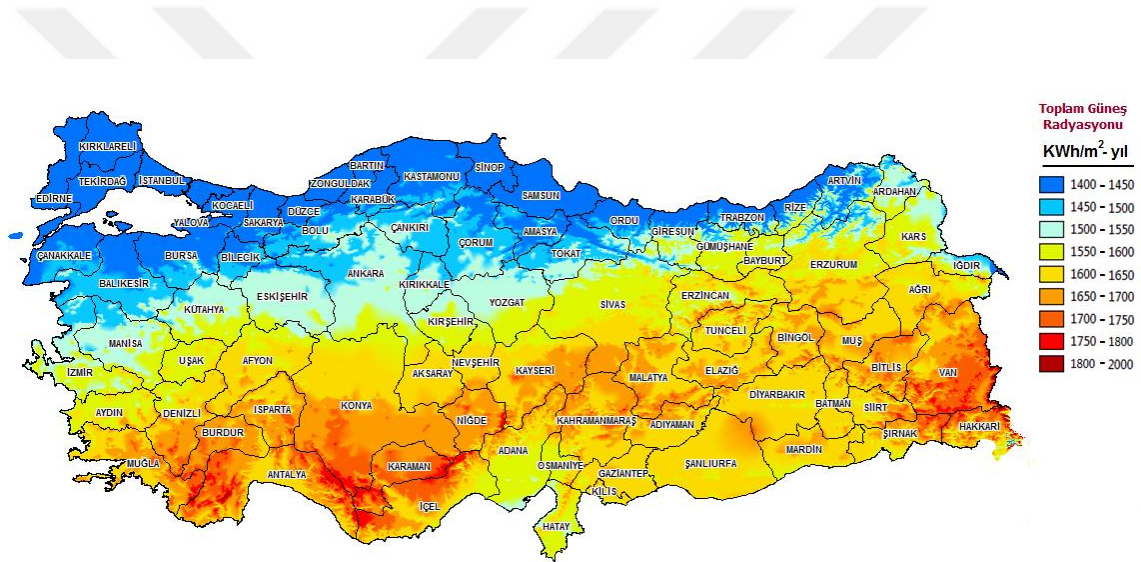 Toplam Güneş
Radyasyonu
KWh/m²- yıl
1400 - 1450
1450 - 1500
1500 - 1550
1550 - 1600
1600 - 1650
1650 - 1700
1700 - 1750
1750 - 1800
1800 - 2000
KIRKLARELİ
TEKİRDAĞ
İSTANBUL
EDİRNE
KOCAELİ
YALOVA
SAKARYA
DÜZCE
ZONGULDAK
BARTIN
KARABÜK
KASTAMONU
SİNOP
SAMSUN
ORDU
GİRESUN
TRABZON
RİZE
ARTVİN
ARDAHAN
ÇANAKKALE
BURSA
BİLECİK
BOLU
ÇANKIRI
ÇORUM
AMASYA
TOKAT
GÜMÜŞHANE
BAYBURT
ERZURUM
KARS
IĞDIR
BALIKESİR
KÜTAHYA
ESKİŞEHİR
ANKARA
KIRIKKALE
YOZGAT
SİVAS
ERZİNCAN
AĞRI
MANİSA
UŞAK
AFYON
KIRŞEHİR
NEVŞEHİR
AKSARAY
KAYSERİ
MALATYA
TUNCELİ
ELAZIĞ
BİNGÖL
MUŞ
BİTLİS
VAN
İZMİR
AYDIN
DENİZLİ
ISPARTA
BURDUR
KONYA
NİĞDE
KAHRAMANMARAŞ
ADIYAMAN
DİYARBAKIR
BATMAN
SİİRT
ŞIRNAK
HAKKARİ
MUĞLA
ANTALYA
KARAMAN
İÇEL
ADANA
OSMANİYE
GAZİANTEP
KİLİS
ŞANLIURFA
MARDİN
HATAY